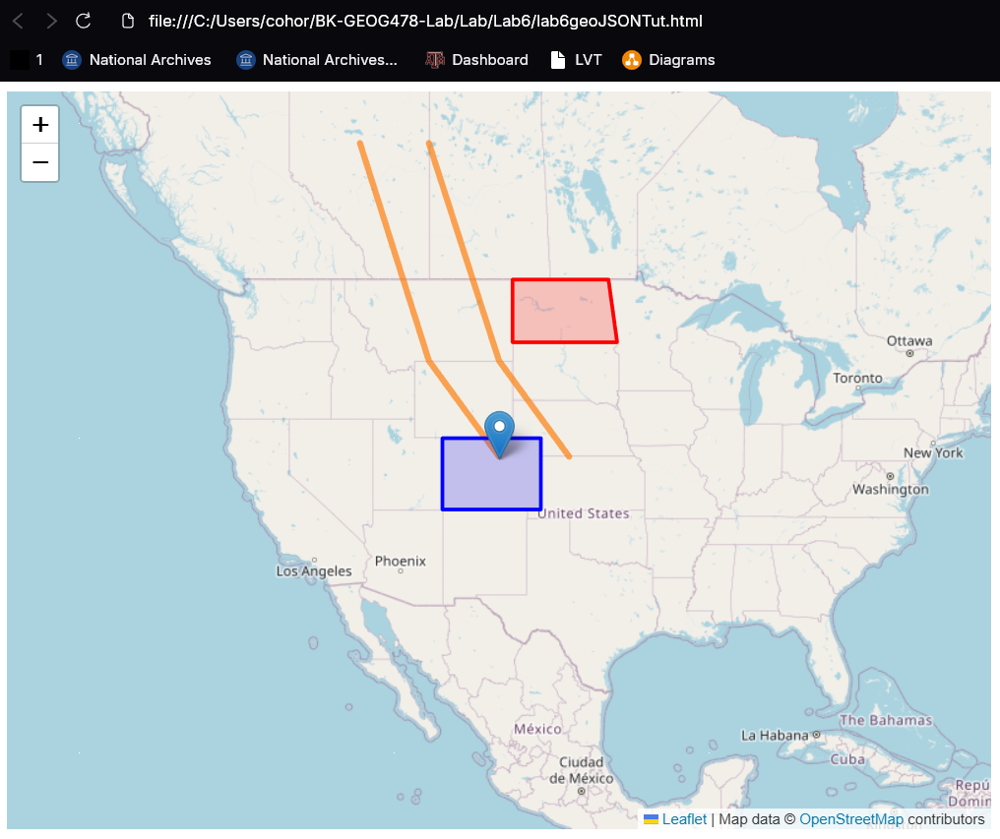 file:///C:/Users/cohor/BK-GEOG478-Lab/Lab/Lab6/lab6geoJSONTut.html
1 National Archives National Archives... Dashboard LVT Diagrams
+
−
Ottawa
Toronto
New York
Washington
United States
Phoenix
Los Angeles
México
The Bahamas
La Habana
Ciudad
de México
Cuba
Repú
Domin
Leaflet | Map data © OpenStreetMap contributors